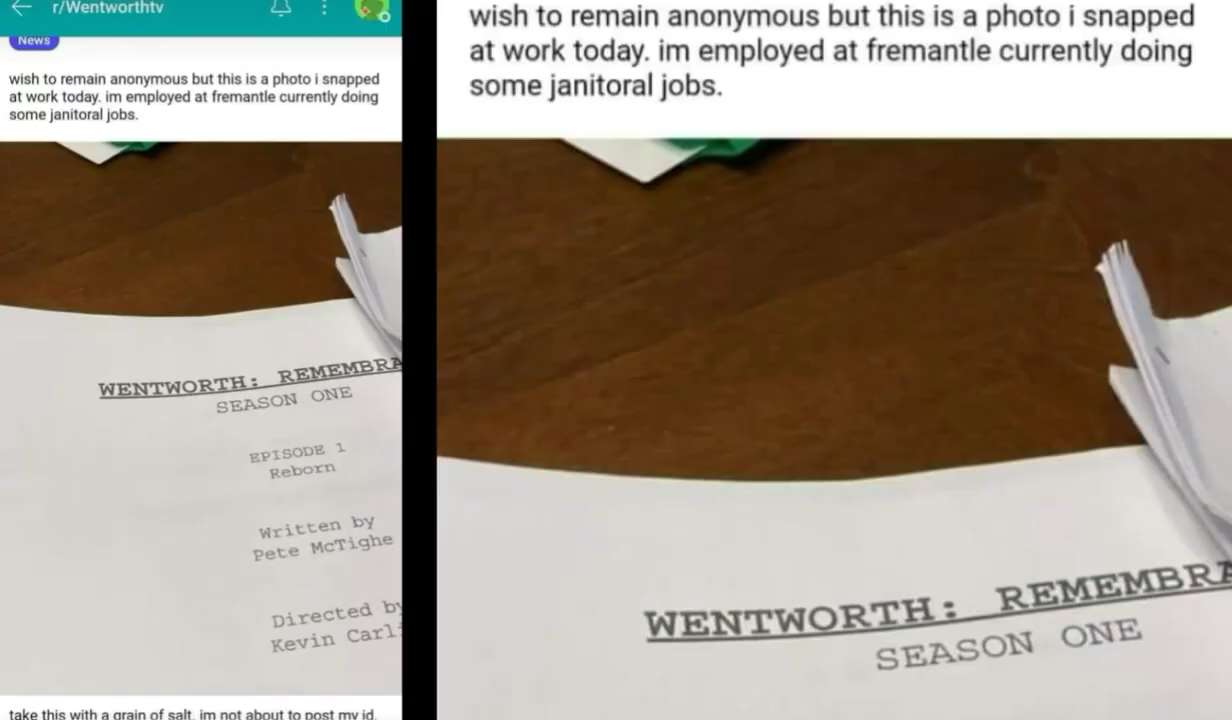 r/Wentworthtv
News
wish to remain anonymous but this is a photo i snapped
at work today. im employed at fremantle currently doing
some janitoral jobs.
WENTWORTH: REMEMBRA
SEASON ONE
EPISODE 1
Reborn
Written by
Pete McTighe
Directed by
Kevin Carl
take this with a grain of salt. im not about to post my id.
wish to remain anonymous but this is a photo i snapped
at work today. im employed at fremantle currently doing
some janitoral jobs.
WENTWORTH: REMEMBRA
SEASON ONE